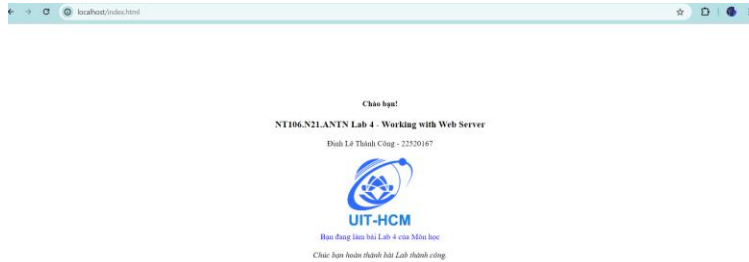 localhost/index.html
Chào bạn!
NT106.N21.ANTN Lab 4 - Working with Web Server
Đinh Lê Thành Công - 22520167
UIT-HCM
Bạn đang làm bài Lab 4 của Môn học
Chúc bạn hoàn thành bài Lab thành công.